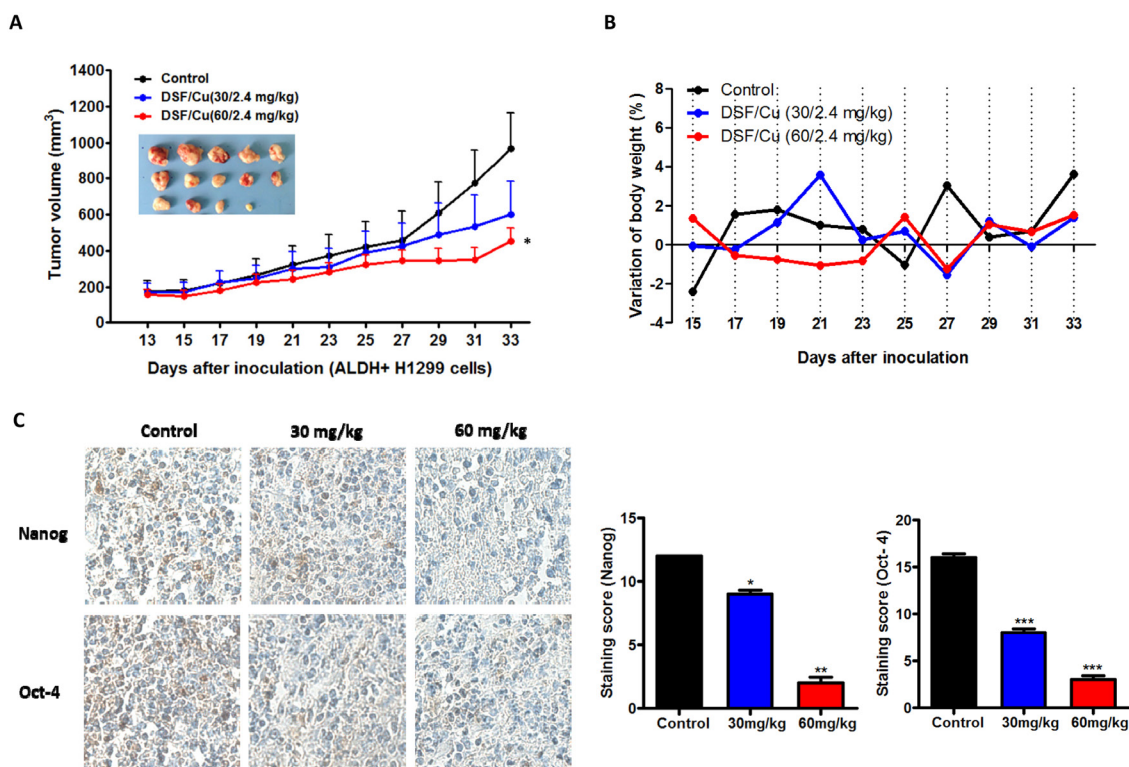 A
Tumor volume (mm³)
1400
1200
1000
800
600
400
200
0
Control
DSF/Cu(30/2.4 mg/kg)
DSF/Cu(60/2.4 mg/kg)
*
13 15 17 19 21 23 25 27 29 31 33
Days after inoculation (ALDH+ H1299 cells)
B
Variation of body weight (%)
8
6
4
2
0
-2
-4
Control
DSF/Cu (30/2.4 mg/kg)
DSF/Cu (60/2.4 mg/kg)
15 17 19 21 23 25 27 29 31 33
Days after inoculation
C
Control 30 mg/kg 60 mg/kg
Nanog
Oct-4
Staining score (Nanog)
15
10
5
0
*
**
Control 30mg/kg 60mg/kg
Staining score (Oct- 4)
20
15
10
5
0
***
***
Control 30mg/kg 60mg/kg